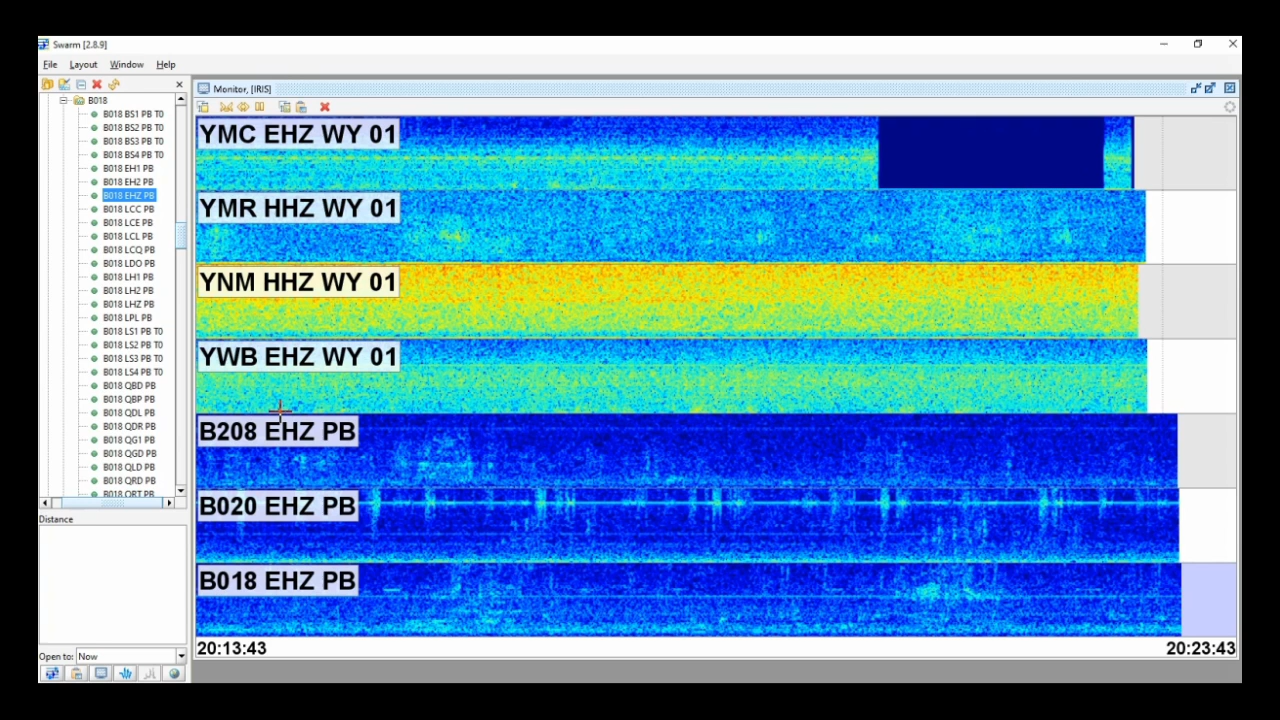 Swarm [2.8.9]
File Layout Window Help
Monitor, [IRIS]
B018
B018 BS1 PB T0
B018 BS2 PB T0
B018 BS3 PB T0
B018 BS4 PB T0
B018 EH1 PB
B018 EH2 PB
B018 EHZ PB
B018 LCC PB
B018 LCE PB
B018 LCL PB
B018 LCQ PB
B018 LDO PB
B018 LH1 PB
B018 LH2 PB
B018 LHZ PB
B018 LPL PB
B018 LS1 PB T0
B018 LS2 PB T0
B018 LS3 PB T0
B018 LS4 PB T0
B018 QBD PB
B018 QBP PB
B018 QDL PB
B018 QDR PB
B018 QG1 PB
B018 QGD PB
B018 QLD PB
B018 QRD PB
B018 QRT PB
Distance
Open to: Now
YMC EHZ WY 01
YMR HHZ WY 01
YNM HHZ WY 01
YWB EHZ WY 01
B208 EHZ PB
B020 EHZ PB
B018 EHZ PB
20:13:43 20:23:43